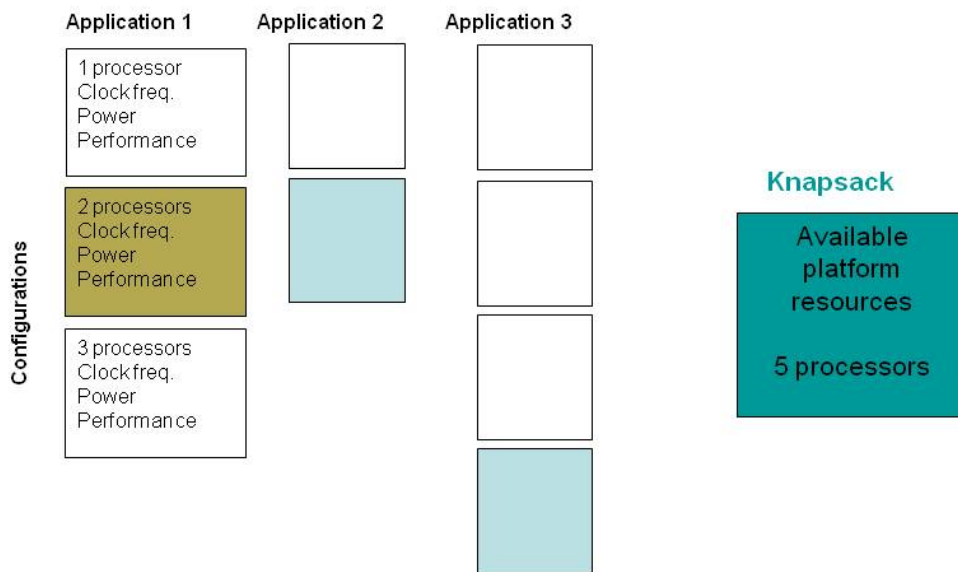 Application 1
Application 2
Application 3
Configurations
1 processor
Clock freq.
Power
Performance
2 processors
Clock freq.
Power
Performance
3 processors
Clock freq.
Power
Performance
Knapsack
Available
platform
resources
5 processors